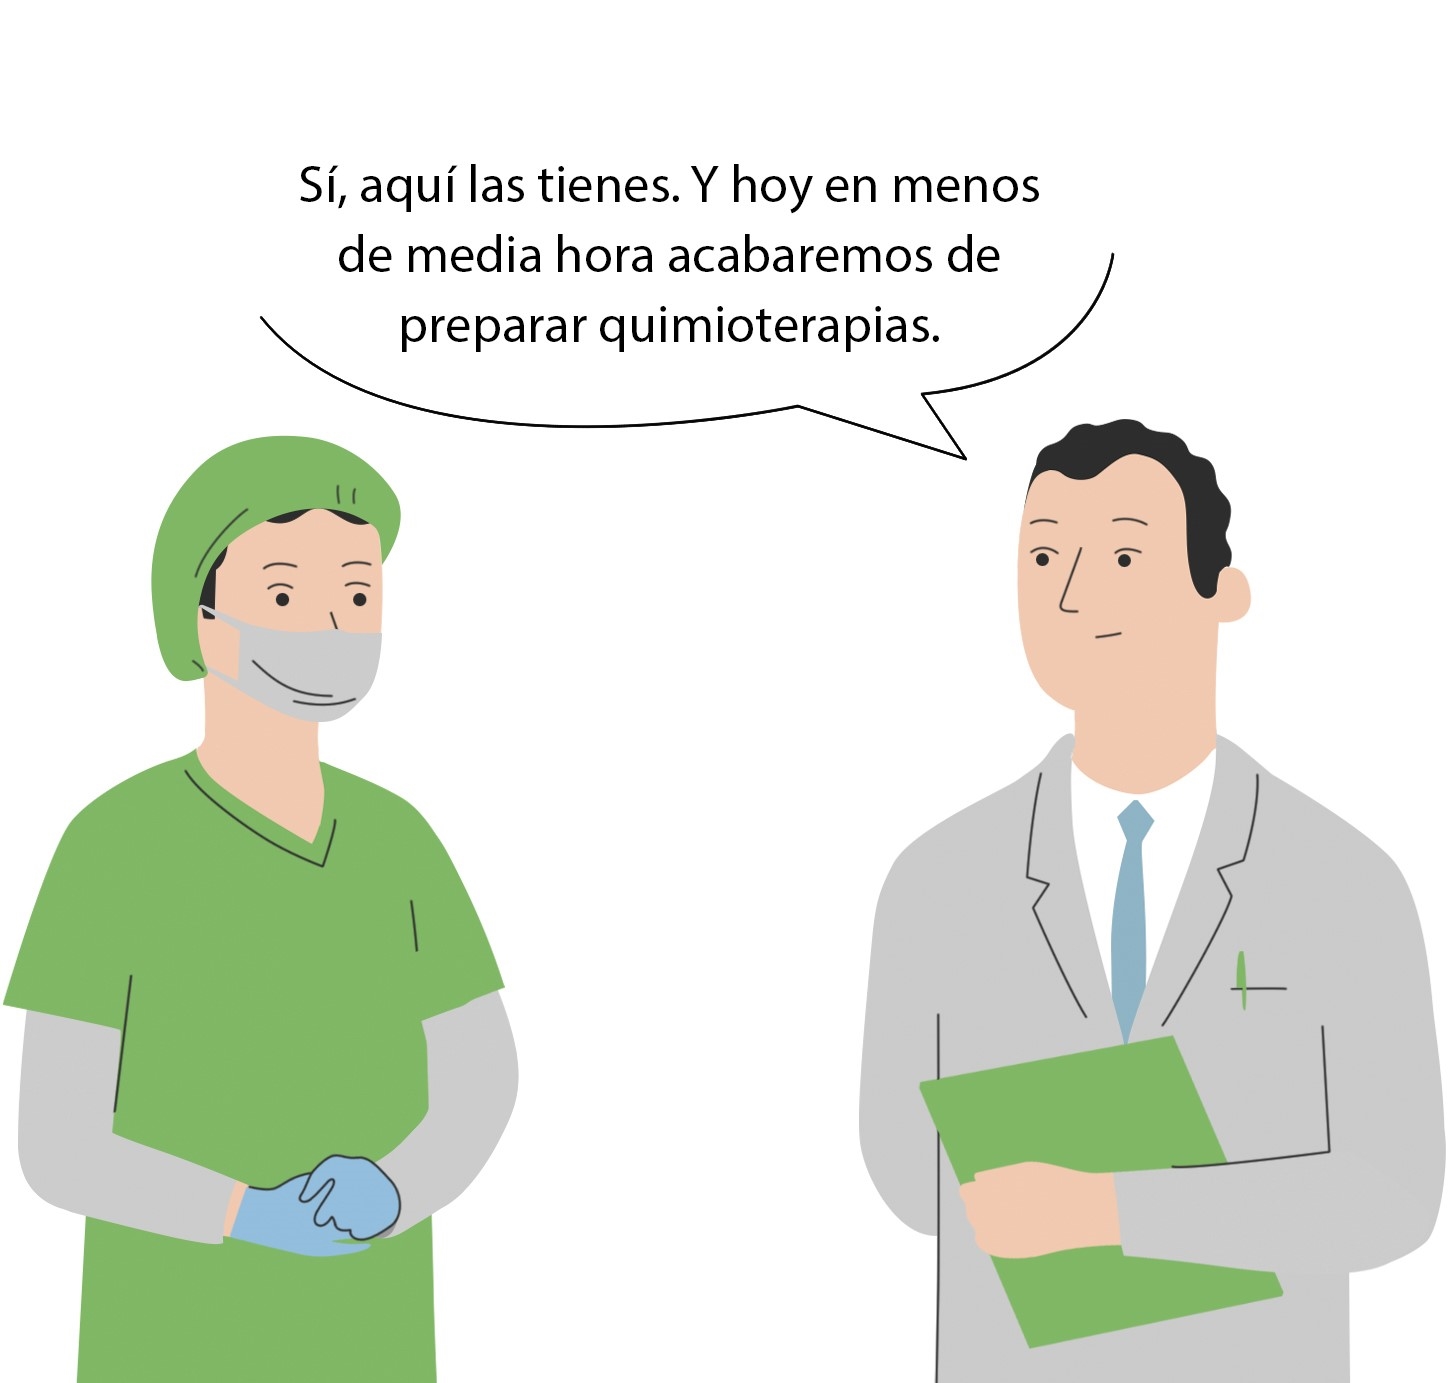 Sí, aquí las tienes. Y hoy en menos
de media hora acabaremos de
preparar quimioterapias.